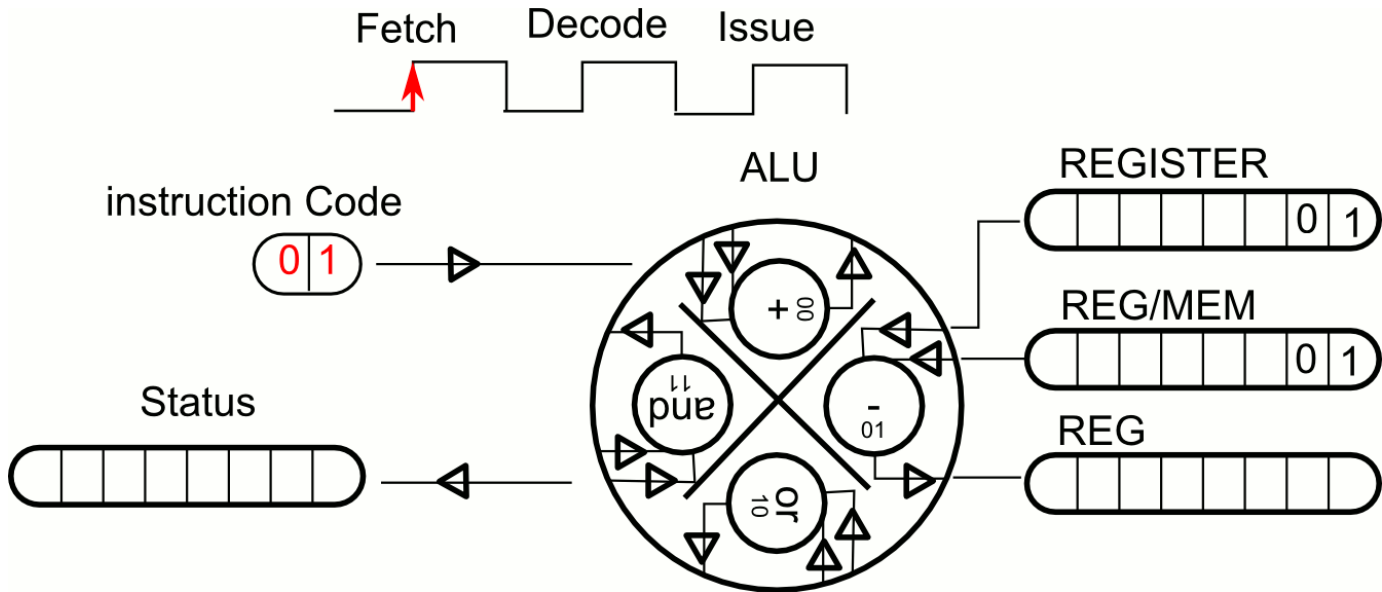 Fetch Decode Issue
ALU
REGISTER
0 1
instruction Code
0 1
REG/MEM
0 1
Status
REG
+
00
and
11
-
01
or
10